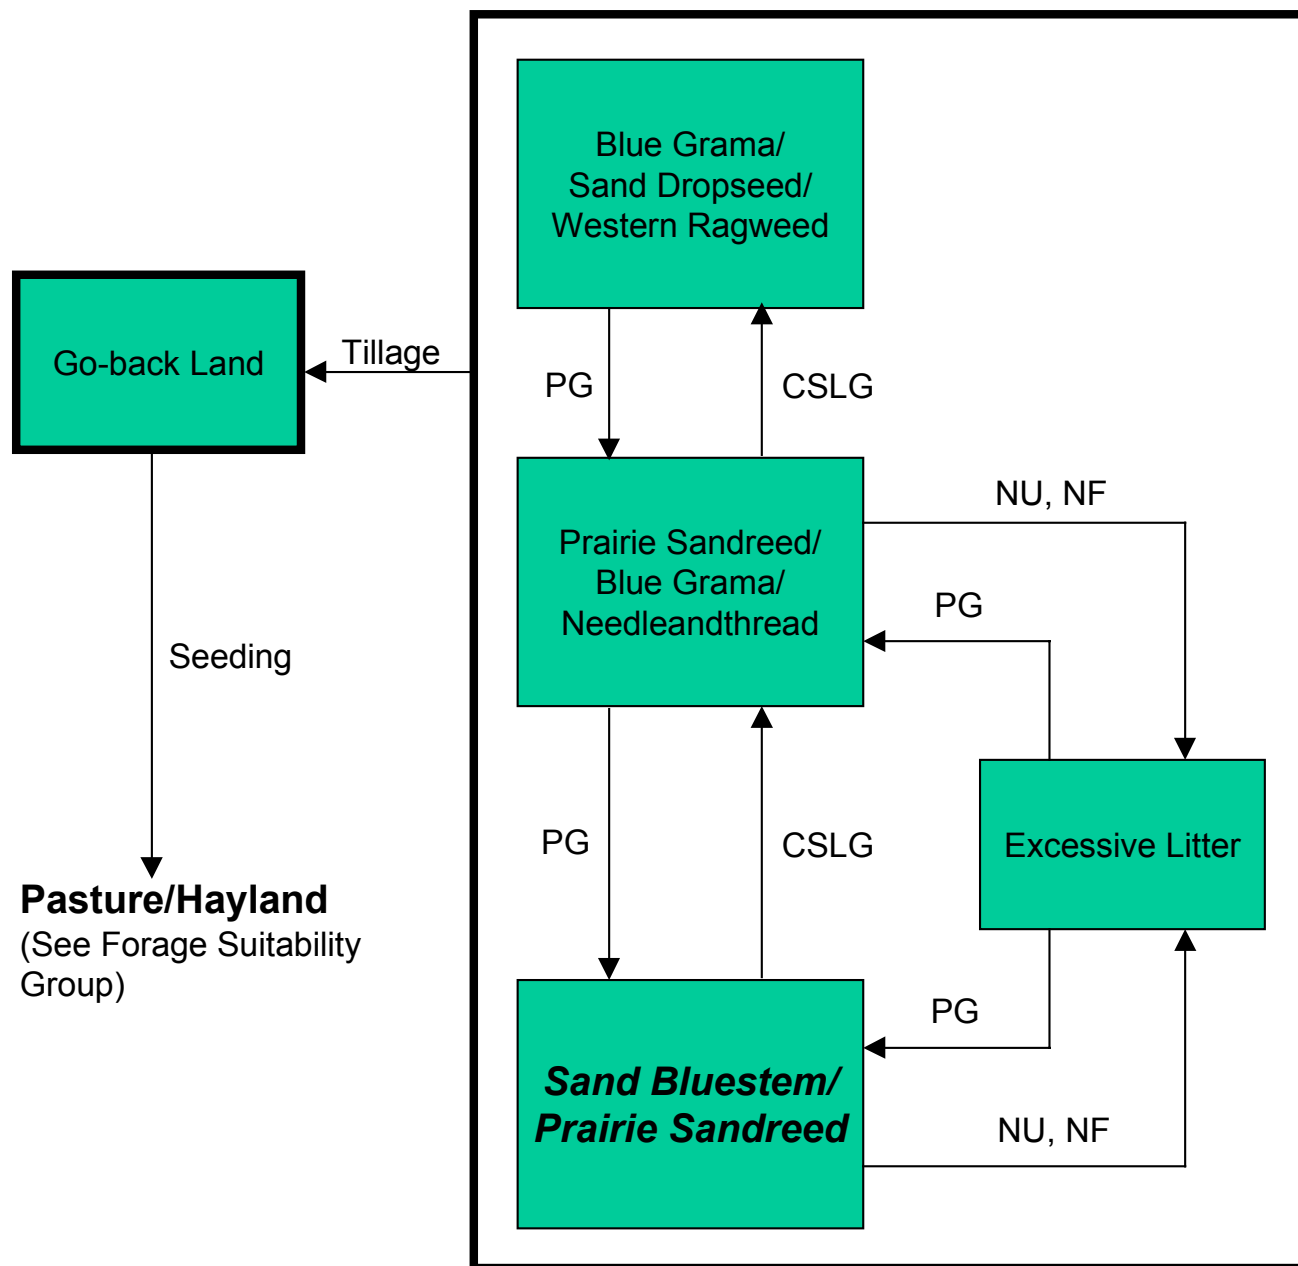 Blue Grama/
Sand Dropseed/
Western Ragweed
Go-back Land
Tillage
PG
CSLG
Prairie Sandreed/
Blue Grama/
Needleandthread
NU, NF
PG
Seeding
PG
CSLG
Excessive Litter
Pasture/Hayland
(See Forage Suitability
Group)
PG
Sand Bluestem/
Prairie Sandreed
NU, NF